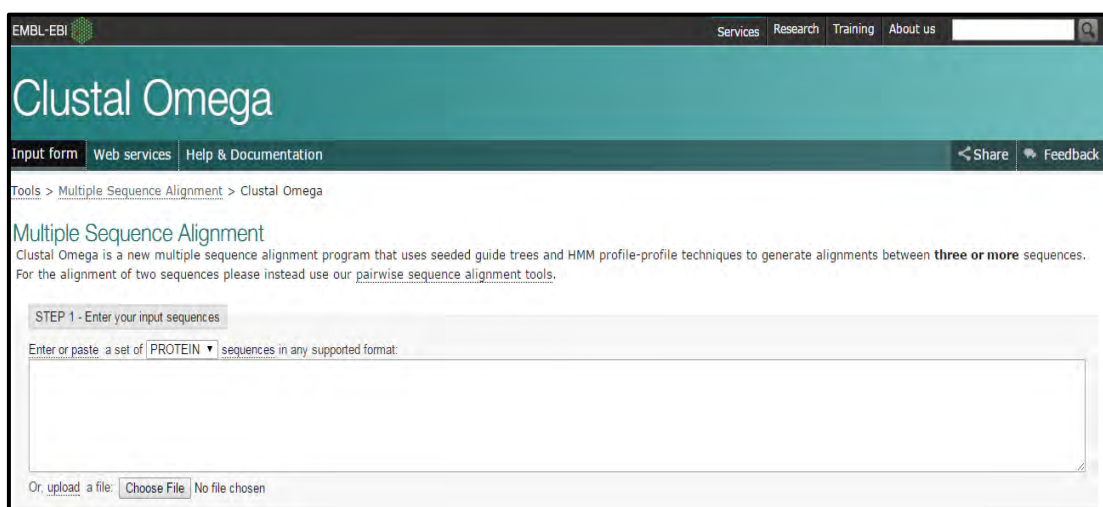 EMBL-EBI Services Research Training About us
Clustal Omega
Input form Web services Help & Documentation Share Feedback
Tools > Multiple Sequence Alignment > Clustal Omega
Multiple Sequence Alignment
Clustal Omega is a new multiple sequence alignment program that uses seeded guide trees and HMM profile-profile techniques to generate alignments between three or more sequences.
For the alignment of two sequences please instead use our pairwise sequence alignment tools.
STEP 1 - Enter your input sequences
Enter or paste a set of PROTEIN sequences in any supported format:
Or, upload a file: Choose File No file chosen